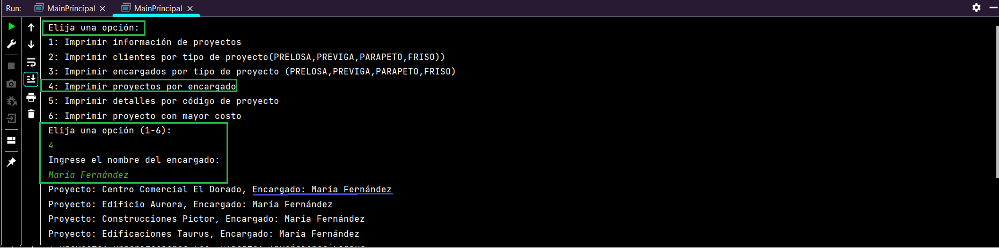 Run: MainPrincipal MainPrincipal
Elija una opción:
1: Imprimir información de proyectos
2: Imprimir clientes por tipo de proyecto(PRELOSA,PREVIGA,PARAPETO,FRISO))
3: Imprimir encargados por tipo de proyecto (PRELOSA,PREVIGA,PARAPETO,FRISO)
4: Imprimir proyectos por encargado
5: Imprimir detalles por código de proyecto
6: Imprimir proyecto con mayor costo
Elija una opción (1-6):
4
Ingrese el nombre del encargado:
María Fernández
Proyecto: Centro Comercial El Dorado, Encargado: María Fernández
Proyecto: Edificio Aurora, Encargado: María Fernández
Proyecto: Construcciones Pictor, Encargado: María Fernández
Proyecto: Edificaciones Taurus, Encargado: María Fernández